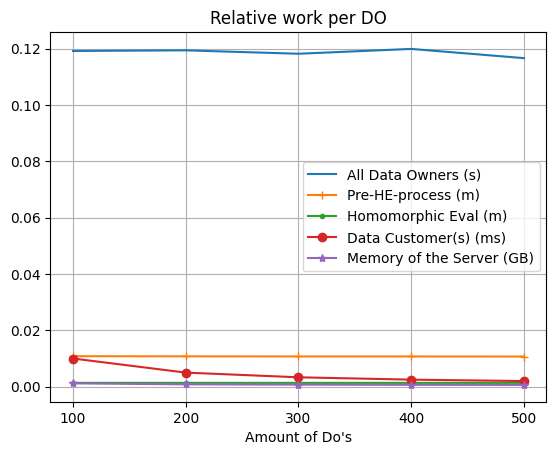 Relative work per DO
0.12
0.10
0.08
0.06
0.04
0.02
0.00
All Data Owners (s)
Pre-HE-process (m)
Homomorphic Eval (m)
Data Customer(s) (ms)
Memory of the Server (GB)
100 200 300 400 500
Amount of Do's